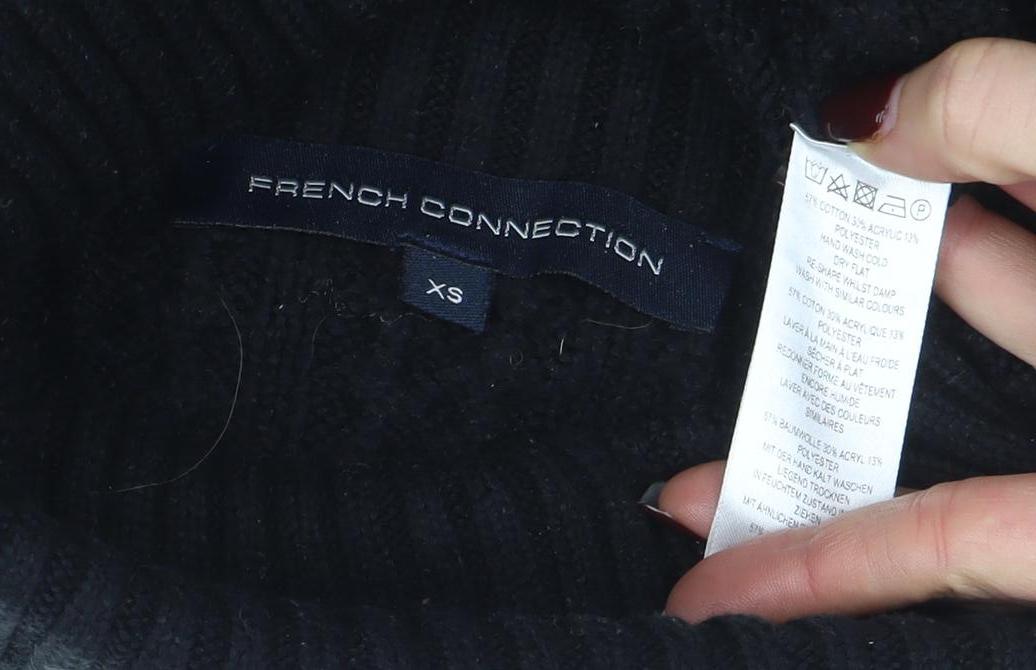 FRENCH CONNECTION
XS
P
57% COTTON 30% ACRYLIC 13%
POLYESTER
HAND WASH COLD
DRY FLAT
RE-SHAPE WHILST DAMP
WASH WITH SIMILAR COLOURS
57% COTON 30% ACRYLIQUE 13%
POLYESTER
LAVER À LA MAIN À L'EAU FROIDE
SÉCHER À PLAT
REDONNER FORME AU VÊTEMENT
ENCORE HUMIDE
LAVER AVEC DES COULEURS
SIMILAIRES
57% BAUMWOLLE 30% ACRYL 13%
POLYESTER
MIT DER HAND KALT WASCHEN
LIEGEND TROCKNEN
IN FEUCHTEM ZUSTAND
ZIEHEN
MIT ÄHNLICHEM
57%